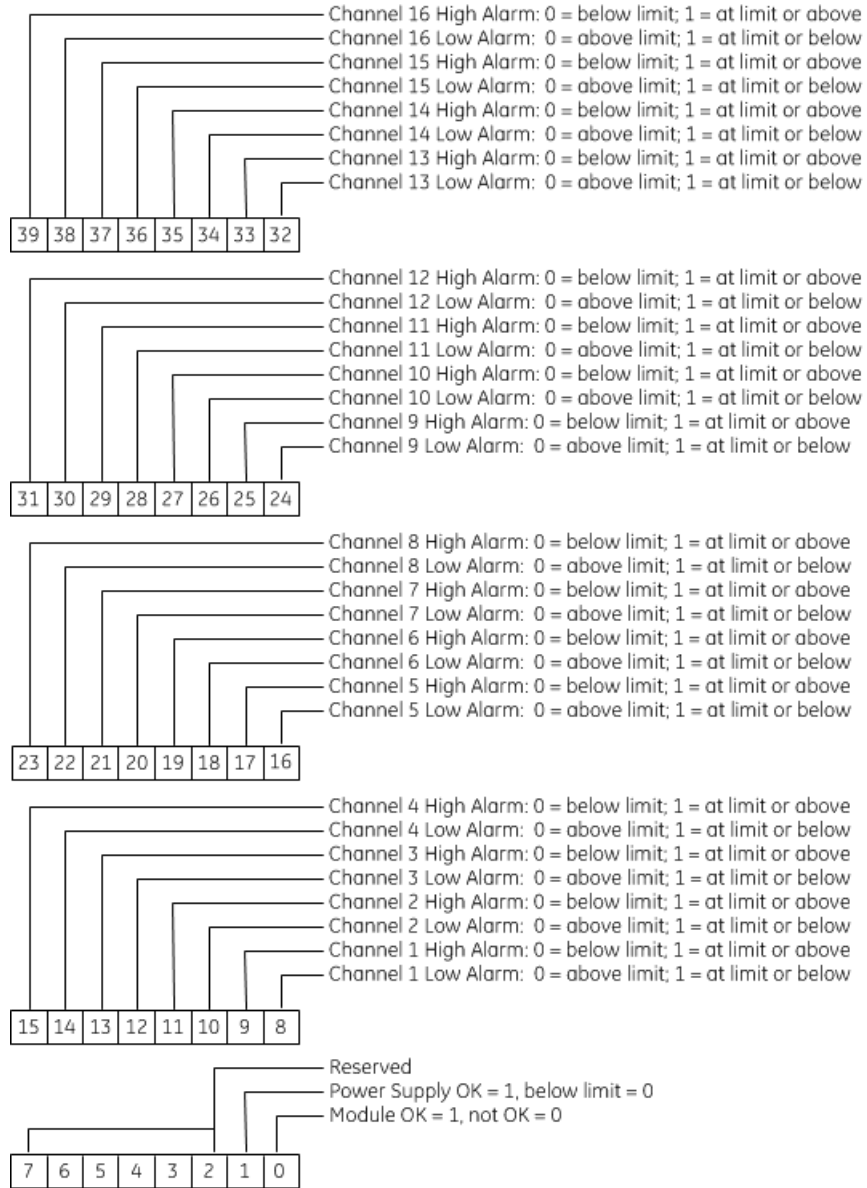 Channel 16 High Alarm: 0 = below limit; 1 = at limit or above
Channel 16 Low Alarm: 0 = above limit; 1 = at limit or below
Channel 15 High Alarm: 0 = below limit; 1 = at limit or above
Channel 15 Low Alarm: 0 = above limit; 1 = at limit or below
Channel 14 High Alarm: 0 = below limit; 1 = at limit or above
Channel 14 Low Alarm: 0 = above limit; 1 = at limit or below
Channel 13 High Alarm: 0 = below limit; 1 = at limit or above
Channel 13 Low Alarm: 0 = above limit; 1 = at limit or below
39 38 37 36 35 34 33 32
Channel 12 High Alarm: 0 = below limit; 1 = at limit or above
Channel 12 Low Alarm: 0 = above limit; 1 = at limit or below
Channel 11 High Alarm: 0 = below limit; 1 = at limit or above
Channel 11 Low Alarm: 0 = above limit; 1 = at limit or below
Channel 10 High Alarm: 0 = below limit; 1 = at limit or above
Channel 10 Low Alarm: 0 = above limit; 1 = at limit or below
Channel 9 High Alarm: 0 = below limit; 1 = at limit or above
Channel 9 Low Alarm: 0 = above limit; 1 = at limit or below
31 30 29 28 27 26 25 24
Channel 8 High Alarm: 0 = below limit; 1 = at limit or above
Channel 8 Low Alarm: 0 = above limit; 1 = at limit or below
Channel 7 High Alarm: 0 = below limit; 1 = at limit or above
Channel 7 Low Alarm: 0 = above limit; 1 = at limit or below
Channel 6 High Alarm: 0 = below limit; 1 = at limit or above
Channel 6 Low Alarm: 0 = above limit; 1 = at limit or below
Channel 5 High Alarm: 0 = below limit; 1 = at limit or above
Channel 5 Low Alarm: 0 = above limit; 1 = at limit or below
23 22 21 20 19 18 17 16
Channel 4 High Alarm: 0 = below limit; 1 = at limit or above
Channel 4 Low Alarm: 0 = above limit; 1 = at limit or below
Channel 3 High Alarm: 0 = below limit; 1 = at limit or above
Channel 3 Low Alarm: 0 = above limit; 1 = at limit or below
Channel 2 High Alarm: 0 = below limit; 1 = at limit or above
Channel 2 Low Alarm: 0 = above limit; 1 = at limit or below
Channel 1 High Alarm: 0 = below limit; 1 = at limit or above
Channel 1 Low Alarm: 0 = above limit; 1 = at limit or below
15 14 13 12 11 10 9 8
Reserved
Power Supply OK = 1, below limit = 0
Module OK = 1, not OK = 0
7 6 5 4 3 2 1 0